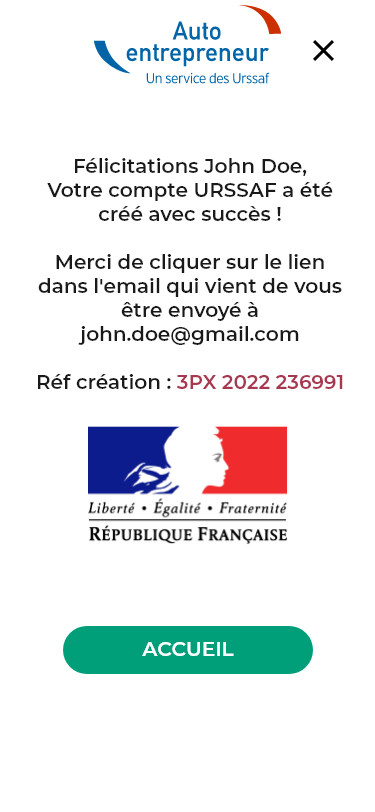 Auto
entrepreneur
Un service des Urssaf
Félicitations John Doe,
Votre compte URSSAF a été
créé avec succès !
Merci de cliquer sur le lien
dans l'email qui vient de vous
être envoyé à
john.doe@gmail.com
Réf création : 3PX 2022 236991
Liberté • Égalité • Fraternité
RÉPUBLIQUE FRANÇAISE
ACCUEIL